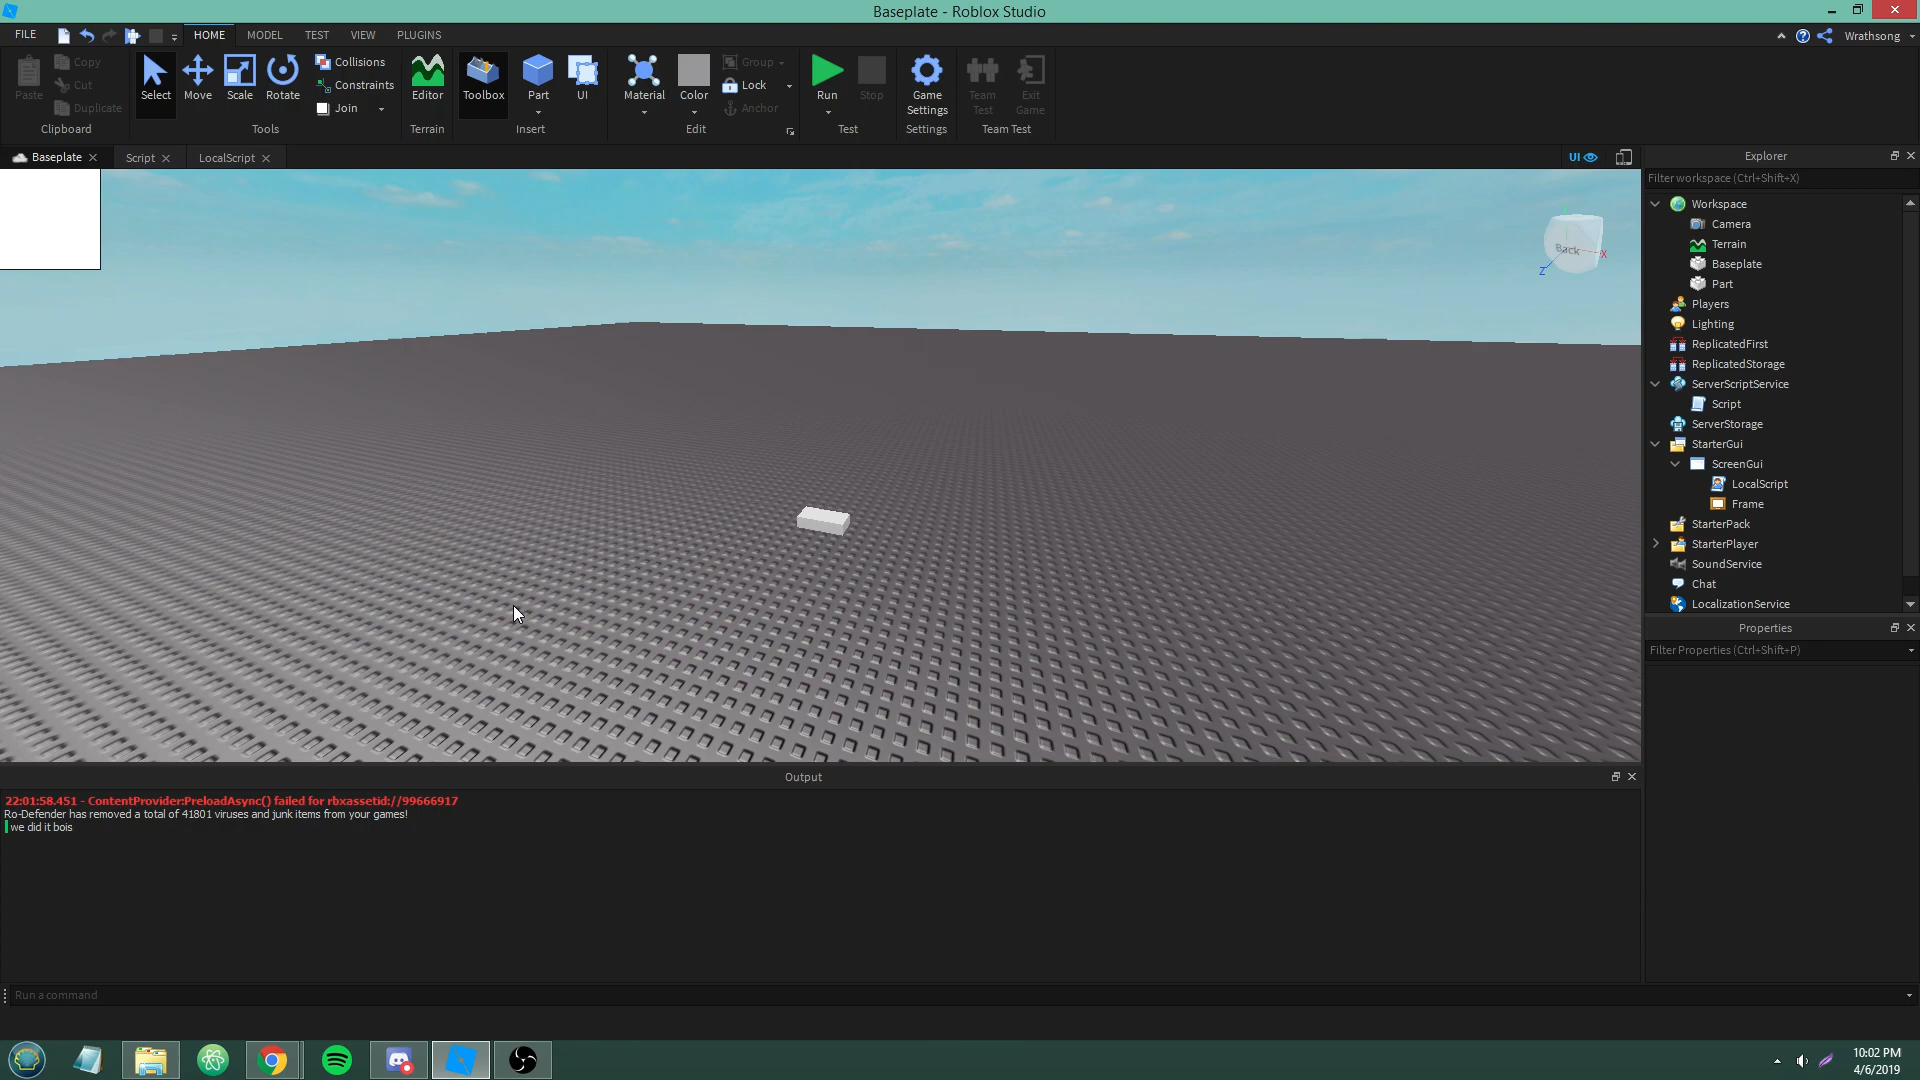 Baseplate - Roblox Studio
FILE HOME MODEL TEST VIEW PLUGINS Wrathsong
Paste Copy Cut Duplicate
Select Move Scale Rotate
Collisions
Constraints
Join
Editor Toolbox Part UI
Material Color Group Lock Anchor
Run Stop
Game Settings
Team Test
Exit Game
Clipboard Tools Terrain Insert Edit Test Settings Team Test
Baseplate Script LocalScript UI
Back
X
Z
Explorer
Filter workspace (Ctrl+Shift+X)
Workspace
Camera
Terrain
Baseplate
Part
Players
Lighting
ReplicatedFirst
ReplicatedStorage
ServerScriptService
Script
ServerStorage
StarterGui
ScreenGui
LocalScript
Frame
StarterPack
StarterPlayer
SoundService
Chat
LocalizationService
Properties
Filter Properties (Ctrl+Shift+P)
Output
22:01:58.451 - ContentProvider:PreloadAsync() failed for rbxassetid://99666917
Ro-Defender has removed a total of 41801 viruses and junk items from your games!
we did it bois
Run a command
10:02 PM
4/6/2019